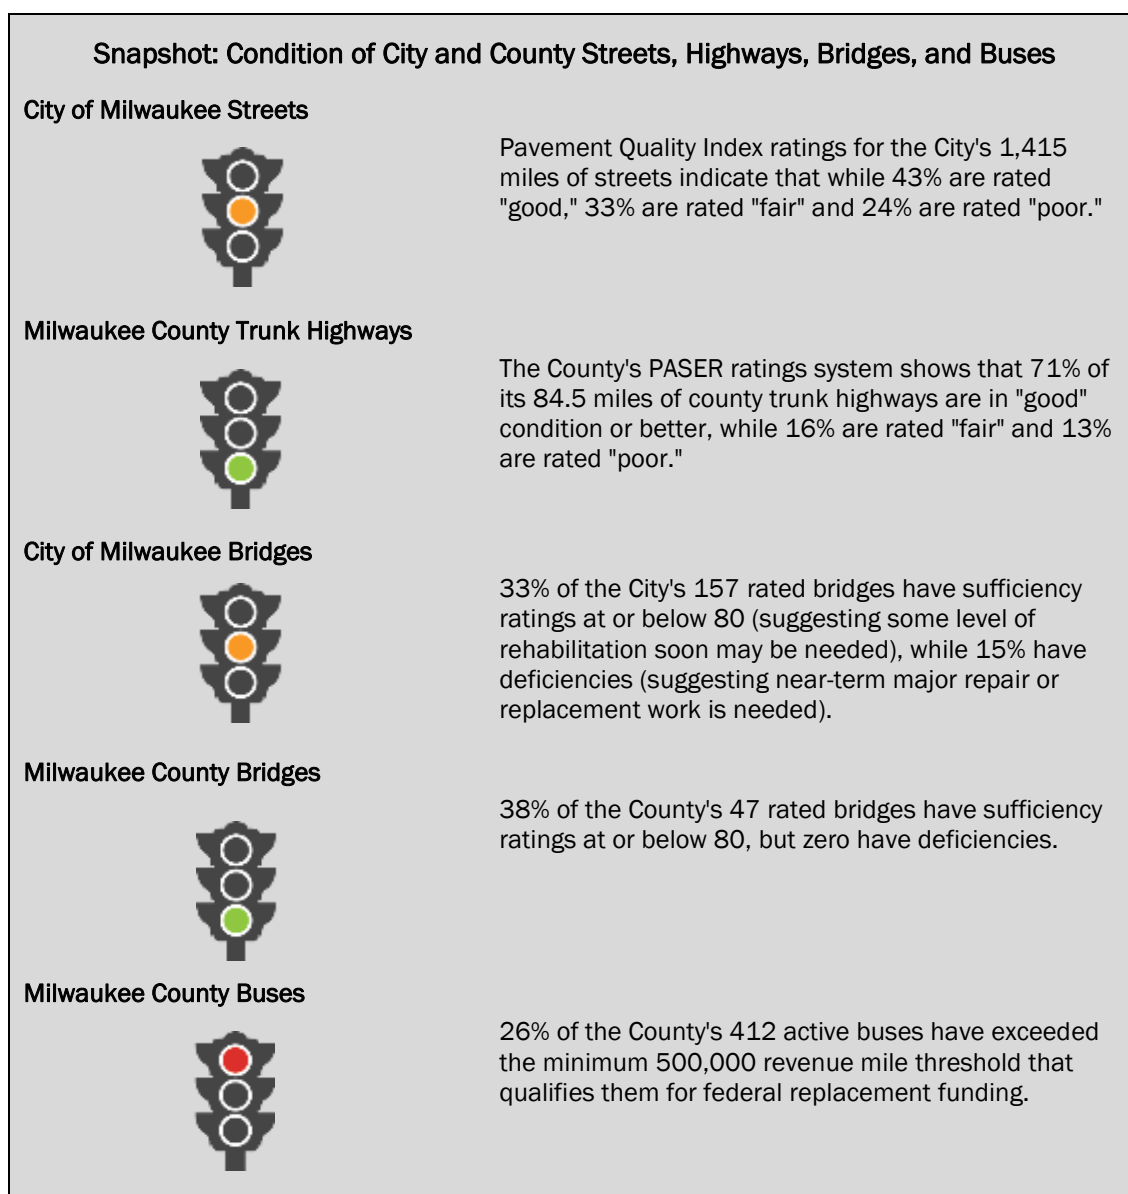 Snapshot: Condition of City and County Streets, Highways, Bridges, and Buses
City of Milwaukee Streets
Pavement Quality Index ratings for the City's 1,415
miles of streets indicate that while 43% are rated
"good," 33% are rated "fair" and 24% are rated "poor."
Milwaukee County Trunk Highways
The County's PASER ratings system shows that 71% of
its 84.5 miles of county trunk highways are in "good"
condition or better, while 16% are rated "fair" and 13%
are rated "poor."
City of Milwaukee Bridges
33% of the City's 157 rated bridges have sufficiency
ratings at or below 80 (suggesting some level of
rehabilitation soon may be needed), while 15% have
deficiencies (suggesting near-term major repair or
replacement work is needed).
Milwaukee County Bridges
38% of the County's 47 rated bridges have sufficiency
ratings at or below 80, but zero have deficiencies.
Milwaukee County Buses
26% of the County's 412 active buses have exceeded
the minimum 500,000 revenue mile threshold that
qualifies them for federal replacement funding.